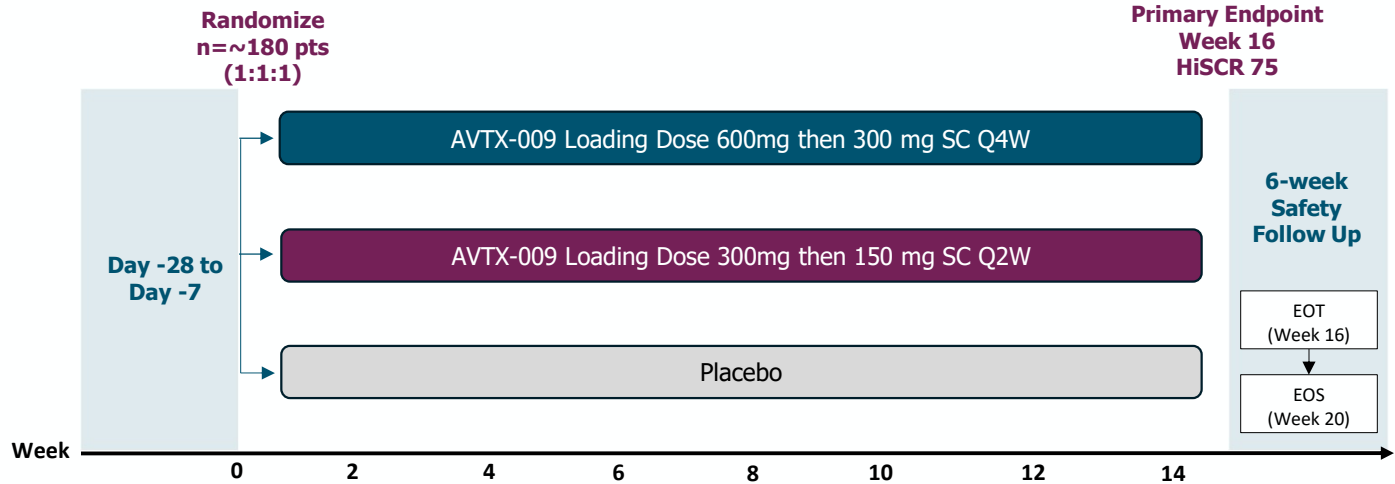 Randomize
n=~180 pts
(1:1:1)
Primary Endpoint
Week 16
HiSCR 75
Day -28 to
Day -7
AVTX-009 Loading Dose 600mg then 300 mg SC Q4W
AVTX-009 Loading Dose 300mg then 150 mg SC Q2W
Placebo
6-week
Safety
Follow Up
EOT
(Week 16)
EOS
(Week 20)
Week
0 2 4 6 8 10 12 14